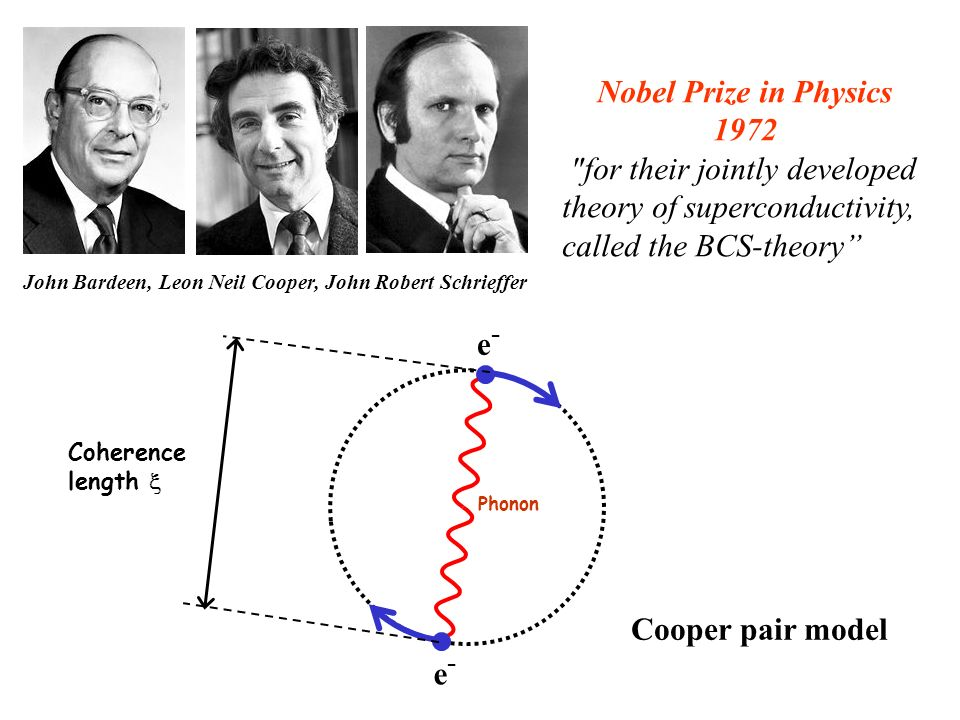 Nobel Prize in Physics
1972
"for their jointly developed
theory of superconductivity,
called the BCS-theory”
John Bardeen, Leon Neil Cooper, John Robert Schrieffer
e-
Coherence
length ξ
Phonon
Cooper pair model
e-